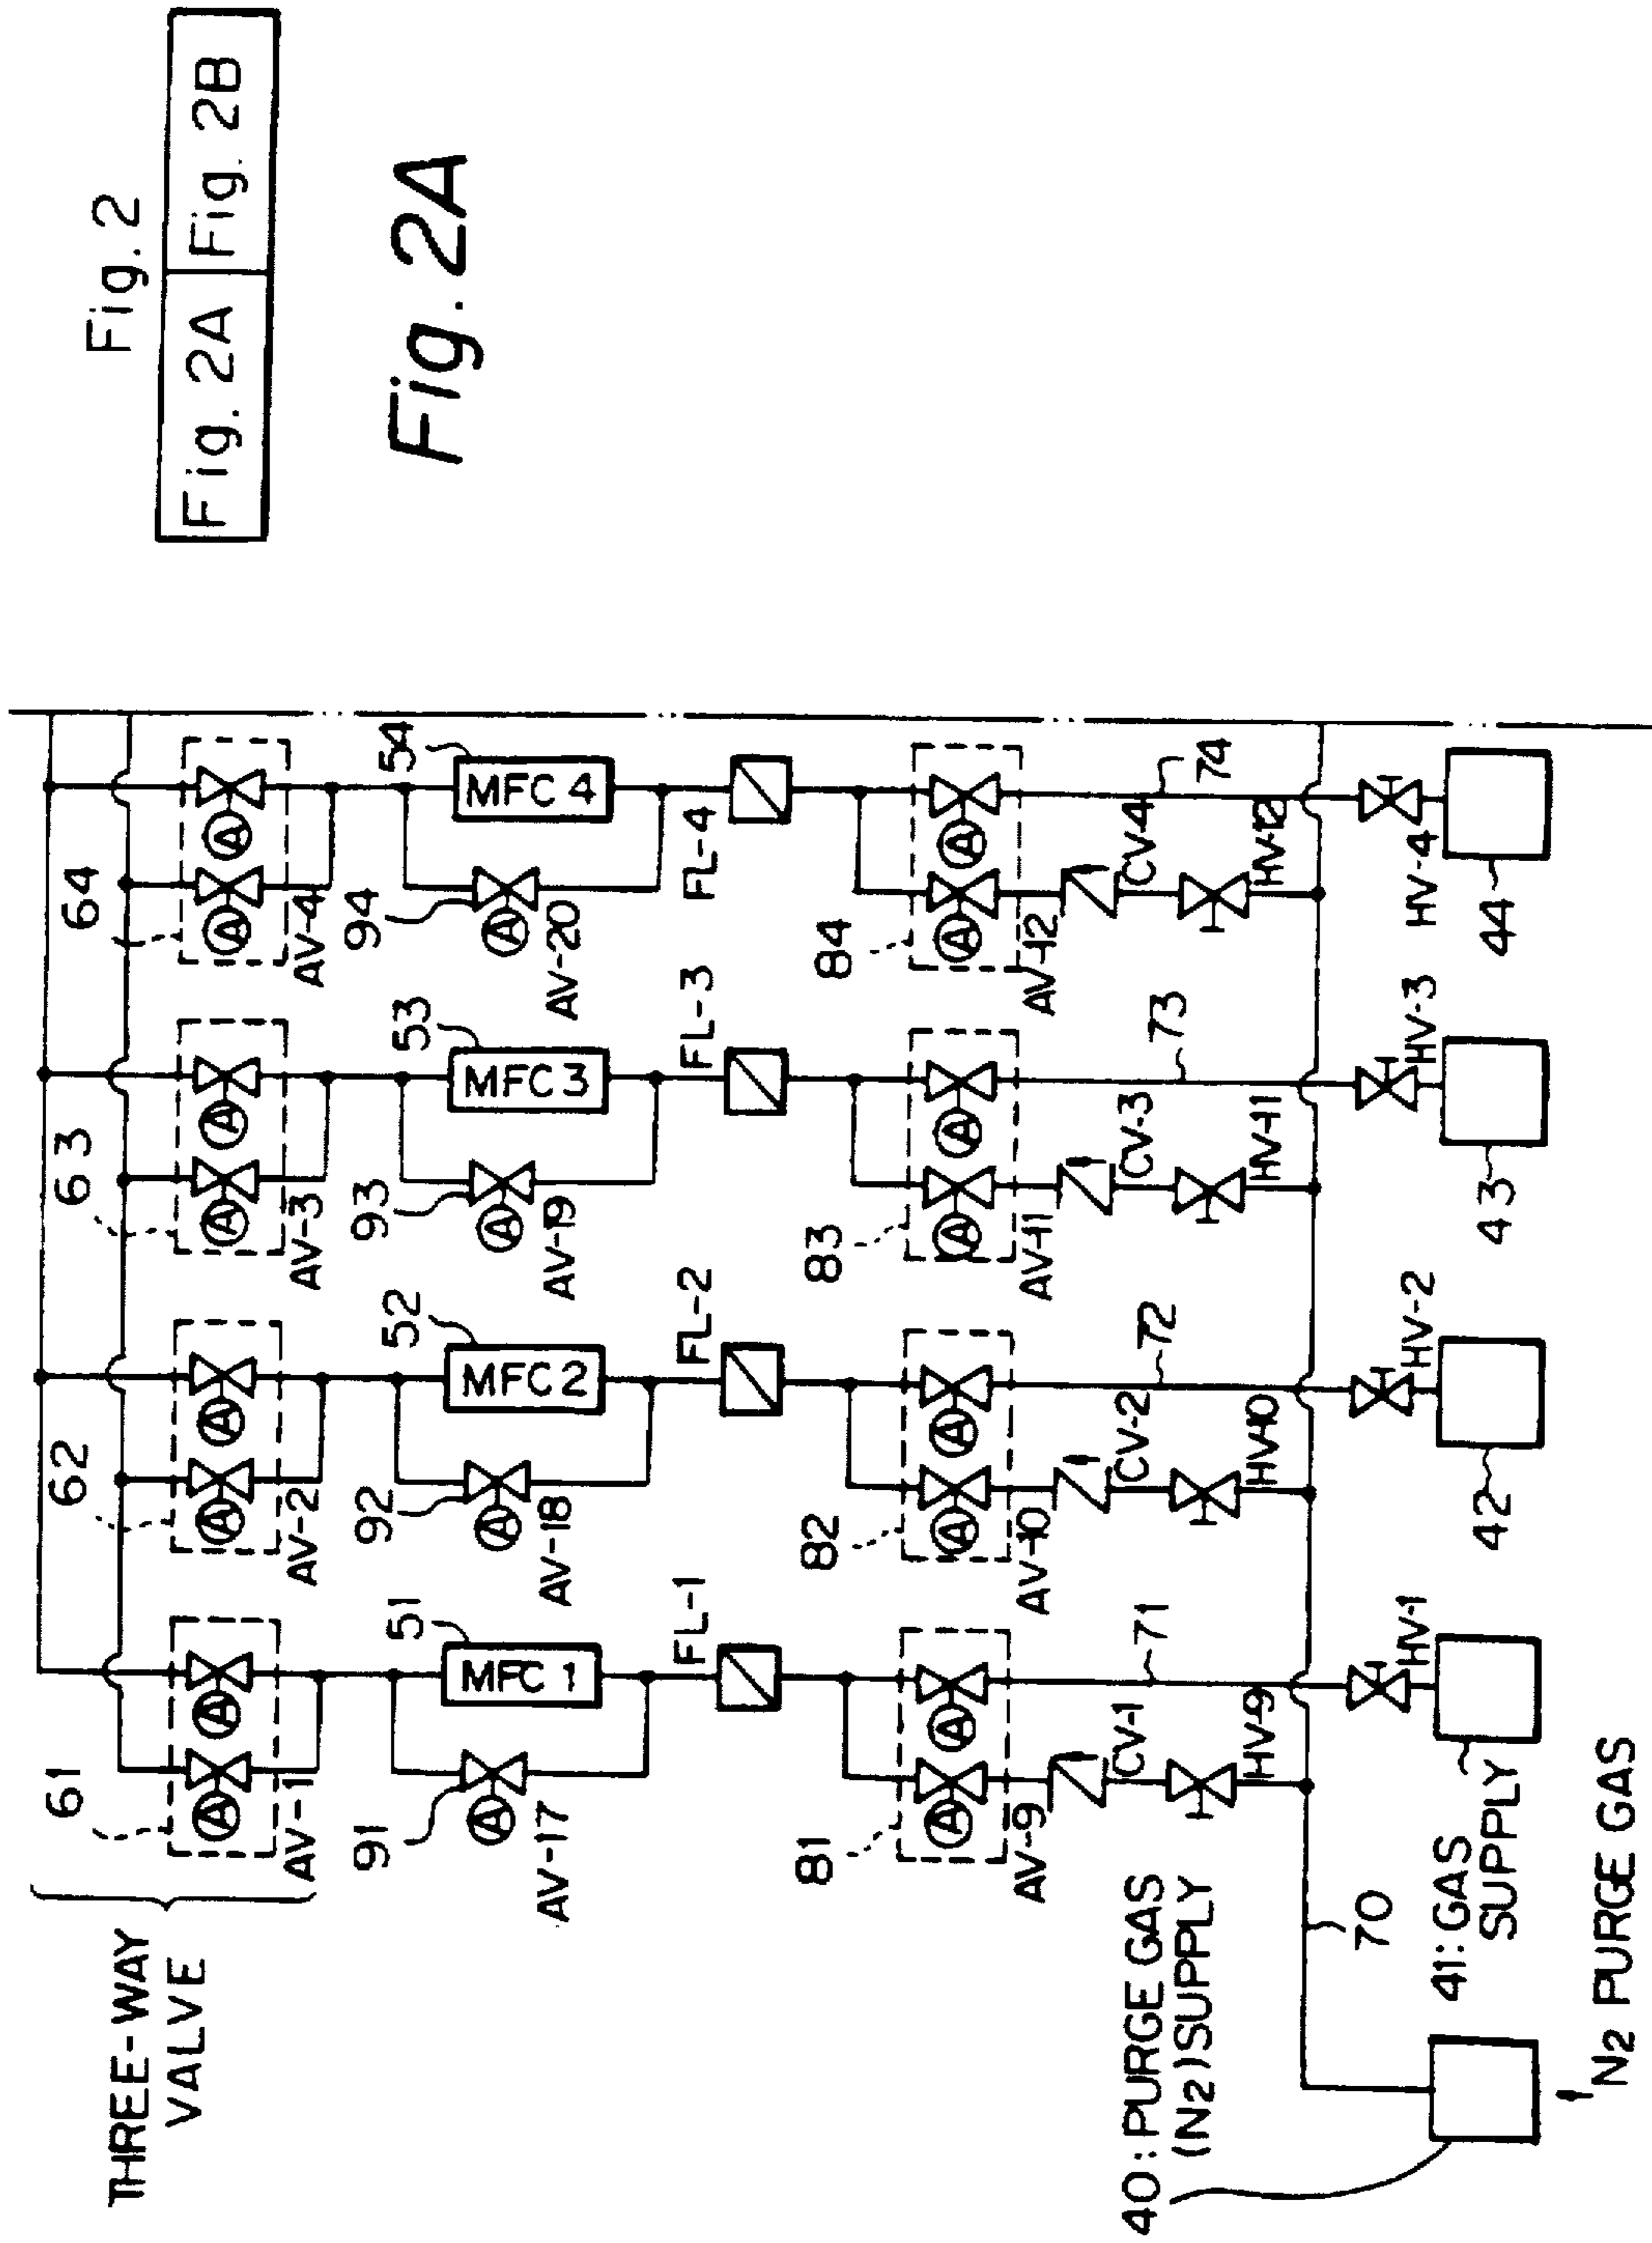 Fig. 2
Fig. 2A
Fig. 2B
Fig. 2A
THREE-WAY
VALVE
61
62
63
64
A
A
A
A
A
A
A
A
AV-1
AV-2
AV-3
AV-4
51
52
53
54
MFC 1
MFC 2
MFC 3
MFC 4
91
92
93
94
A
A
A
A
AV-17
AV-18
AV-19
AV-20
FL-1
FL-2
FL-3
FL-4
81
82
83
84
A
A
A
A
A
A
A
A
AV-9
AV-10
AV-11
AV-12
CV-1
CV-2
CV-3
CV-4
71
72
73
74
HV-9
HV-10
HV-11
HV-12
40: PURGE GAS
(N2) SUPPLY
70
HV-1
HV-2
HV-3
HV-4
41: GAS
SUPPLY
42
43
44
N2 PURGE GAS